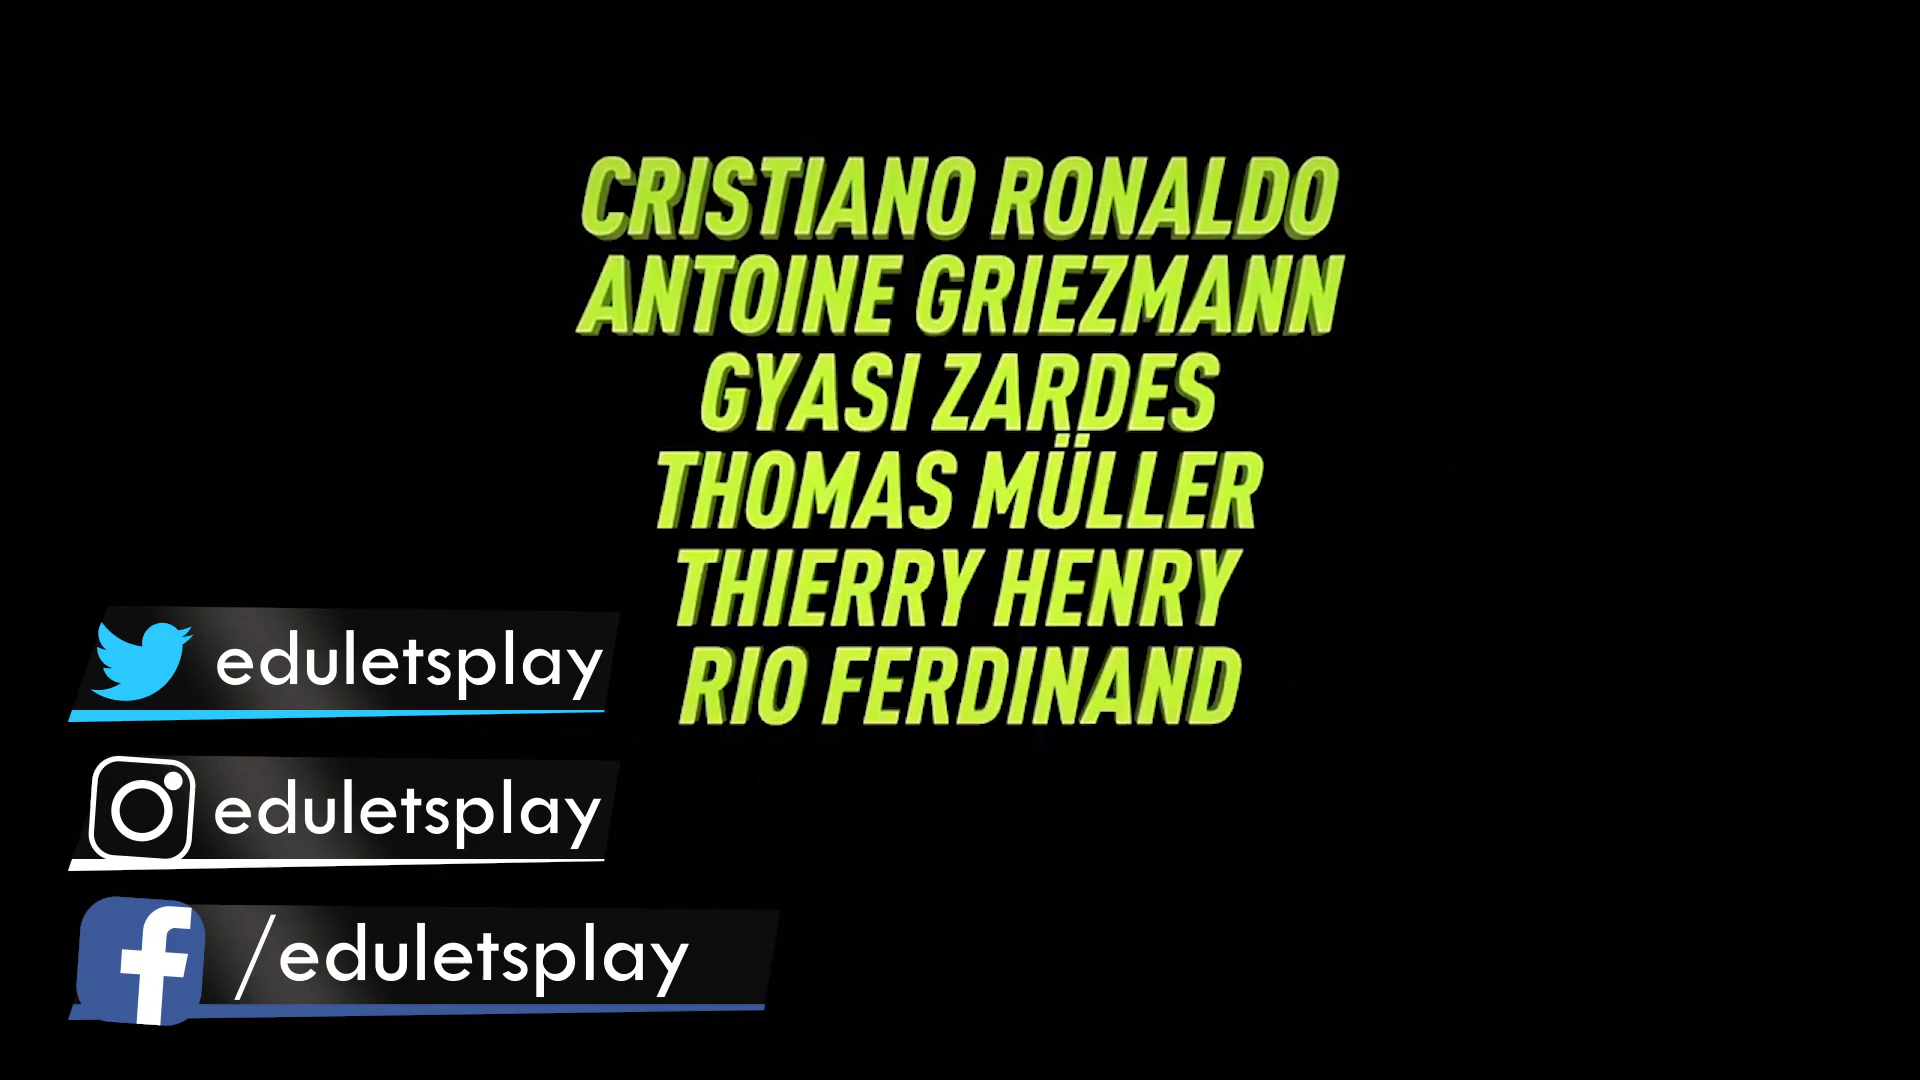 CRISTIANO RONALDO
ANTOINE GRIEZMANN
GYASI ZARDES
THOMAS MÜLLER
THIERRY HENRY
RIO FERDINAND
eduletsplay
eduletsplay
/eduletsplay